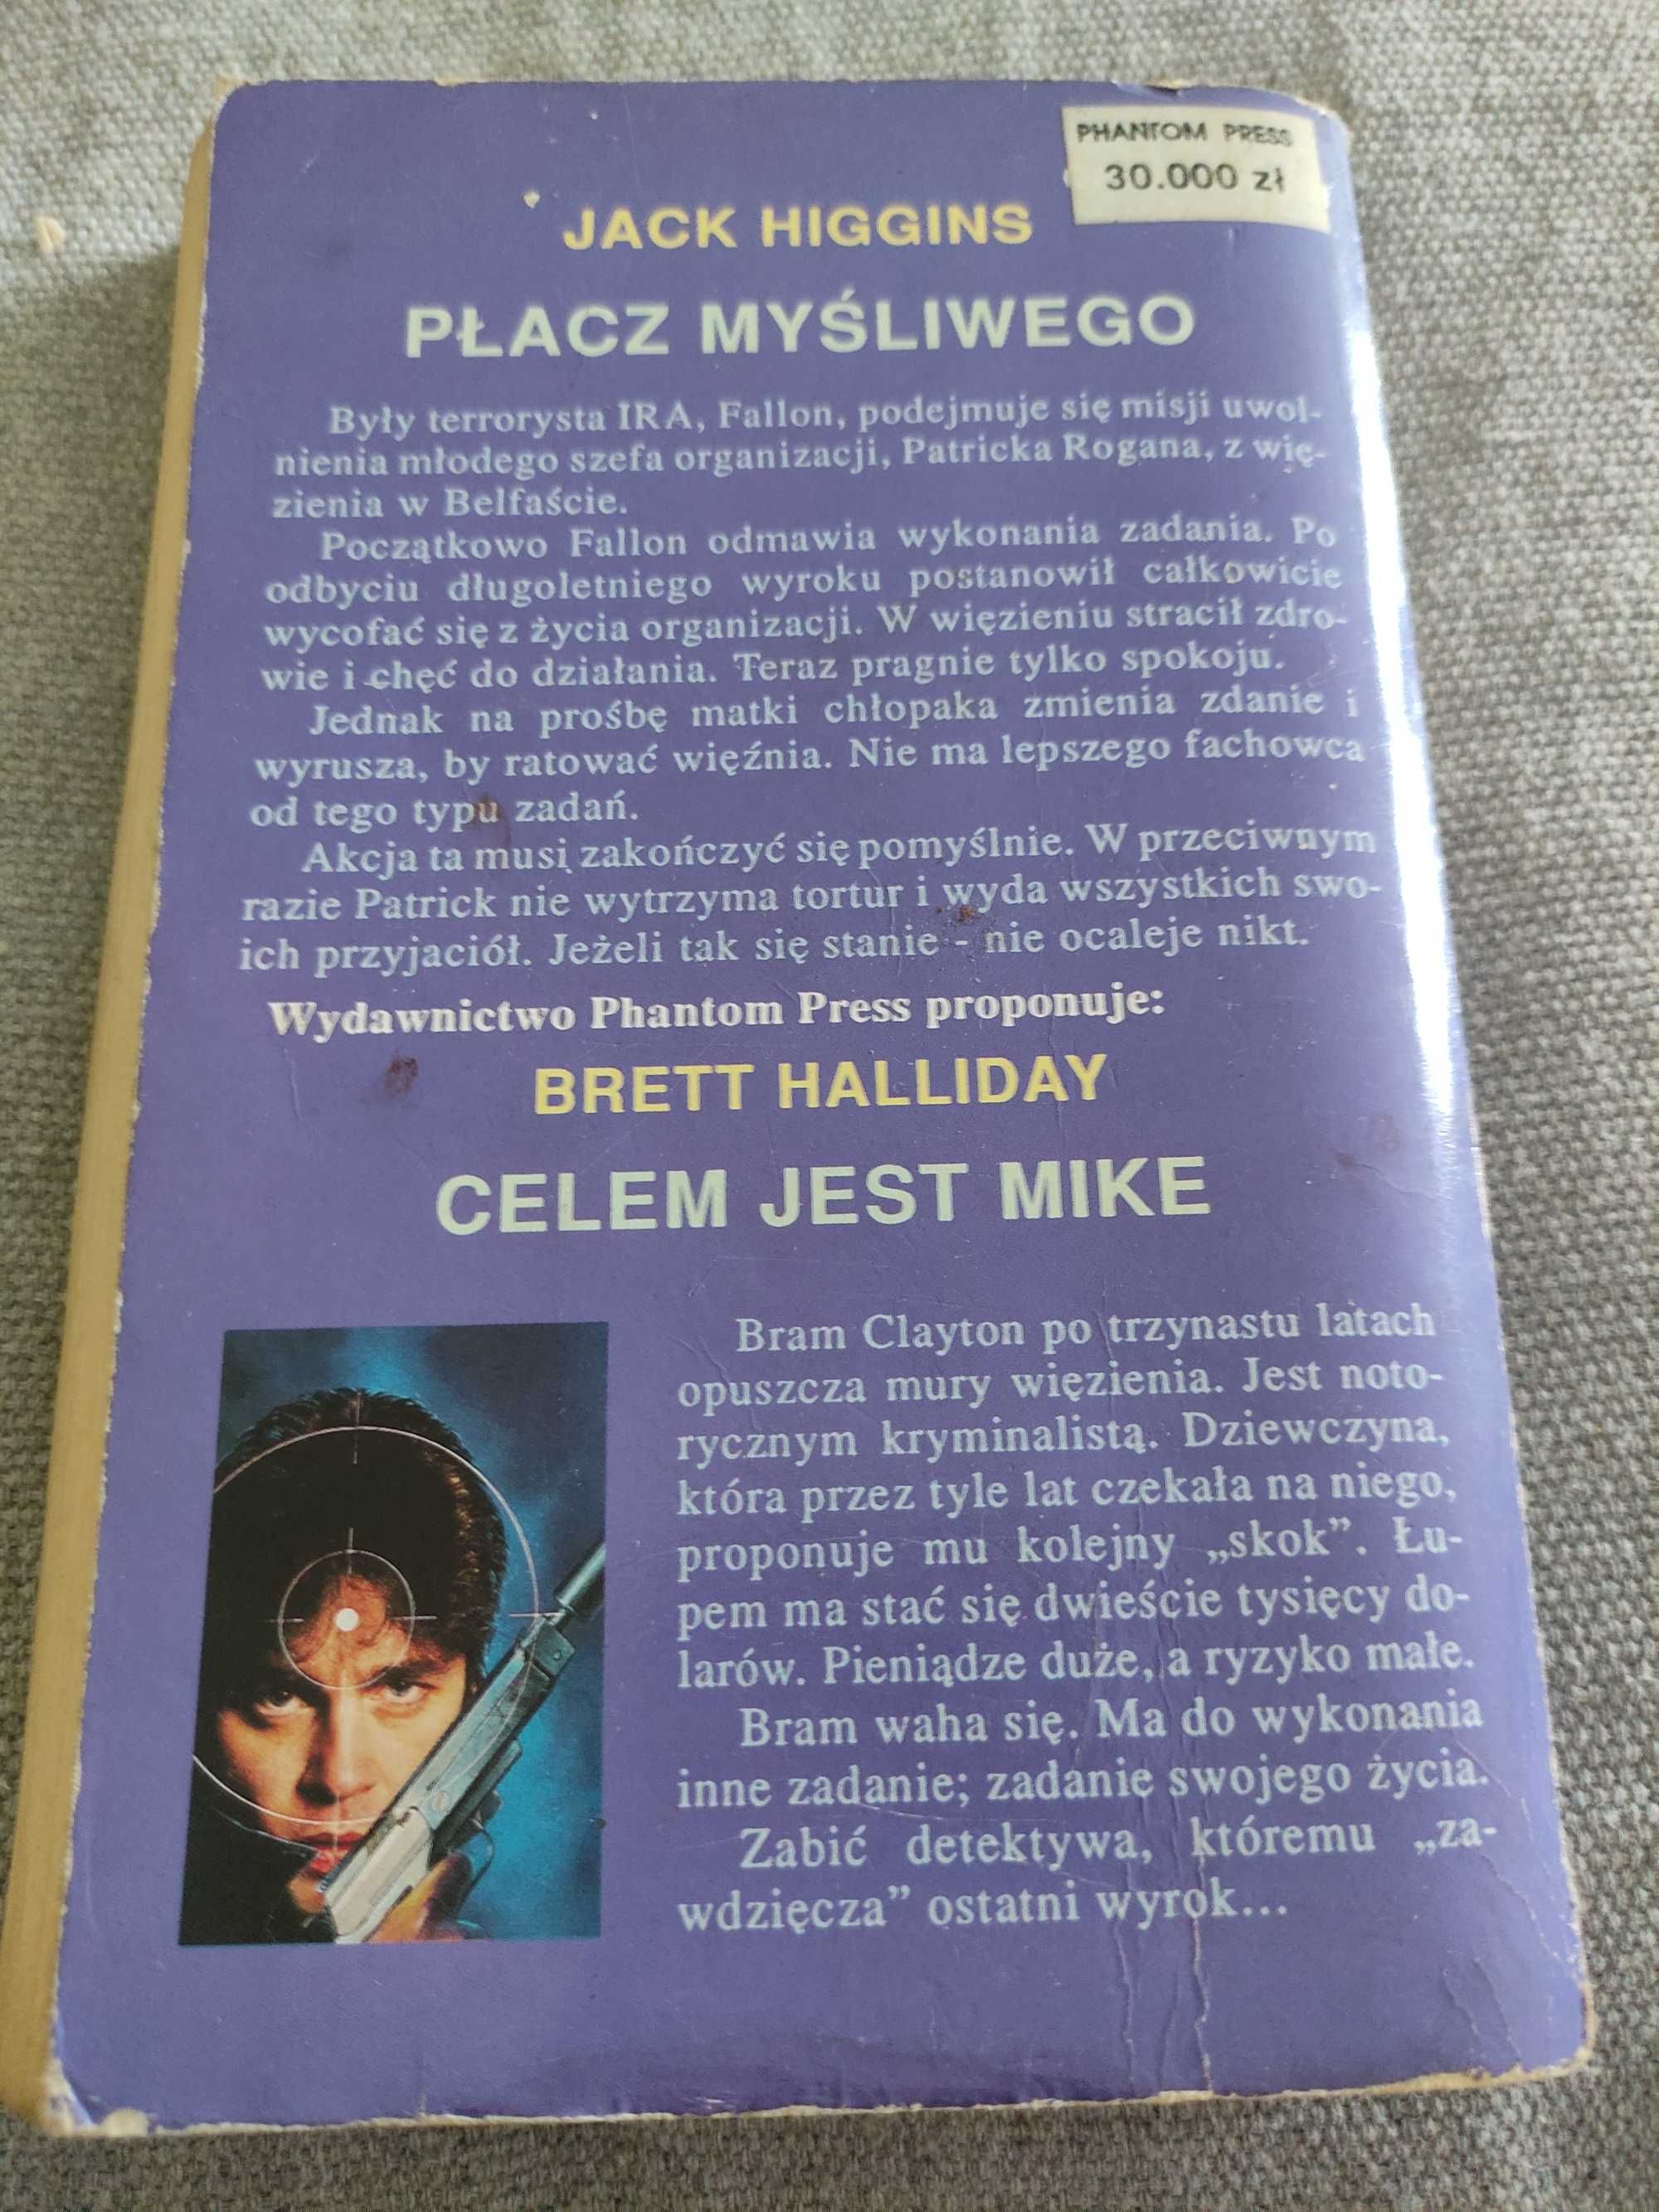 PHANTOM PRESS
30.000 zł
JACK HIGGINS
PŁACZ MYŚLIWEGO
Były terrorysta IRA, Fallon, podejmuje się misji uwol-
nienia młodego szefa organizacji, Patricka Rogana, z wię-
zienia w Belfaście.
Początkowo Fallon odmawia wykonania zadania. Po
odbyciu długoletniego wyroku postanowił całkowicie
wycofać się z życia organizacji. W więzieniu stracił zdro-
wie i chęć do działania. Teraz pragnie tylko spokoju.
Jednak na prośbę matki chłopaka zmienia zdanie i
wyrusza, by ratować więźnia. Nie ma lepszego fachowca
od tego typu zadań.
Akcja ta musi zakończyć się pomyślnie. W przeciwnym
razie Patrick nie wytrzyma tortur i wyda wszystkich swo-
ich przyjaciół. Jeżeli tak się stanie - nie ocaleje nikt.
Wydawnictwo Phantom Press proponuje:
BRETT HALLIDAY
CELEM JEST MIKE
Bram Clayton po trzynastu latach
opuszcza mury więzienia. Jest noto-
rycznym kryminalistą. Dziewczyna,
która przez tyle lat czekała na niego,
proponuje mu kolejny „skok”. Łu-
pem ma stać się dwieście tysięcy do-
larów. Pieniądze duże, a ryzyko małe.
Bram waha się. Ma do wykonania
inne zadanie; zadanie swojego życia.
Zabić detektywa, któremu „za-
wdzięcza” ostatni wyrok...